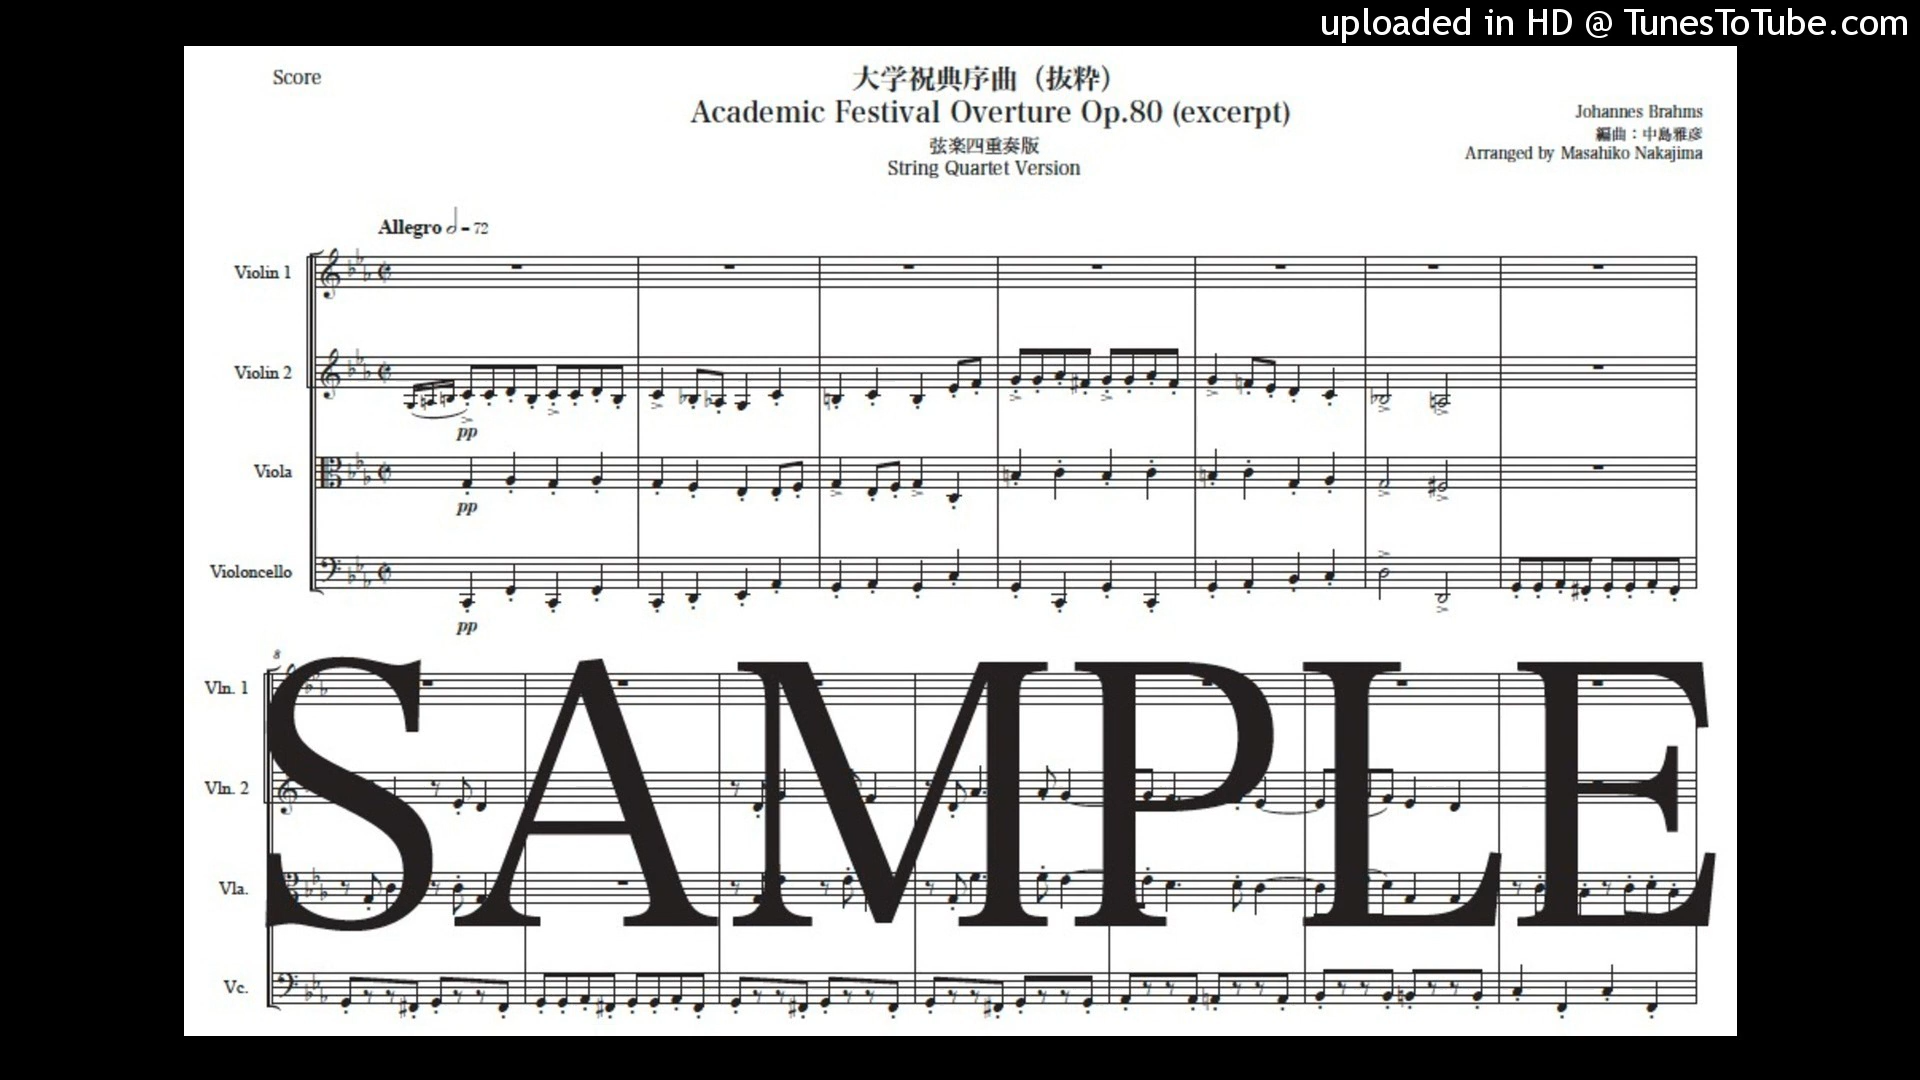 uploaded in HD @ TunesToTube.com
Score
大学祝典序曲（抜粋）
Academic Festival Overture Op.80 (excerpt)
弦楽四重奏版
String Quartet Version
Johannes Brahms
編曲：中島雅彦
Arranged by Masahiko Nakajima
Allegro 𝅗𝅥 = 72
Violin 1
Violin 2
pp
Viola
pp
Violoncello
pp
8
Vln. 1
Vln. 2
Vla.
Vc.
SAMPLE